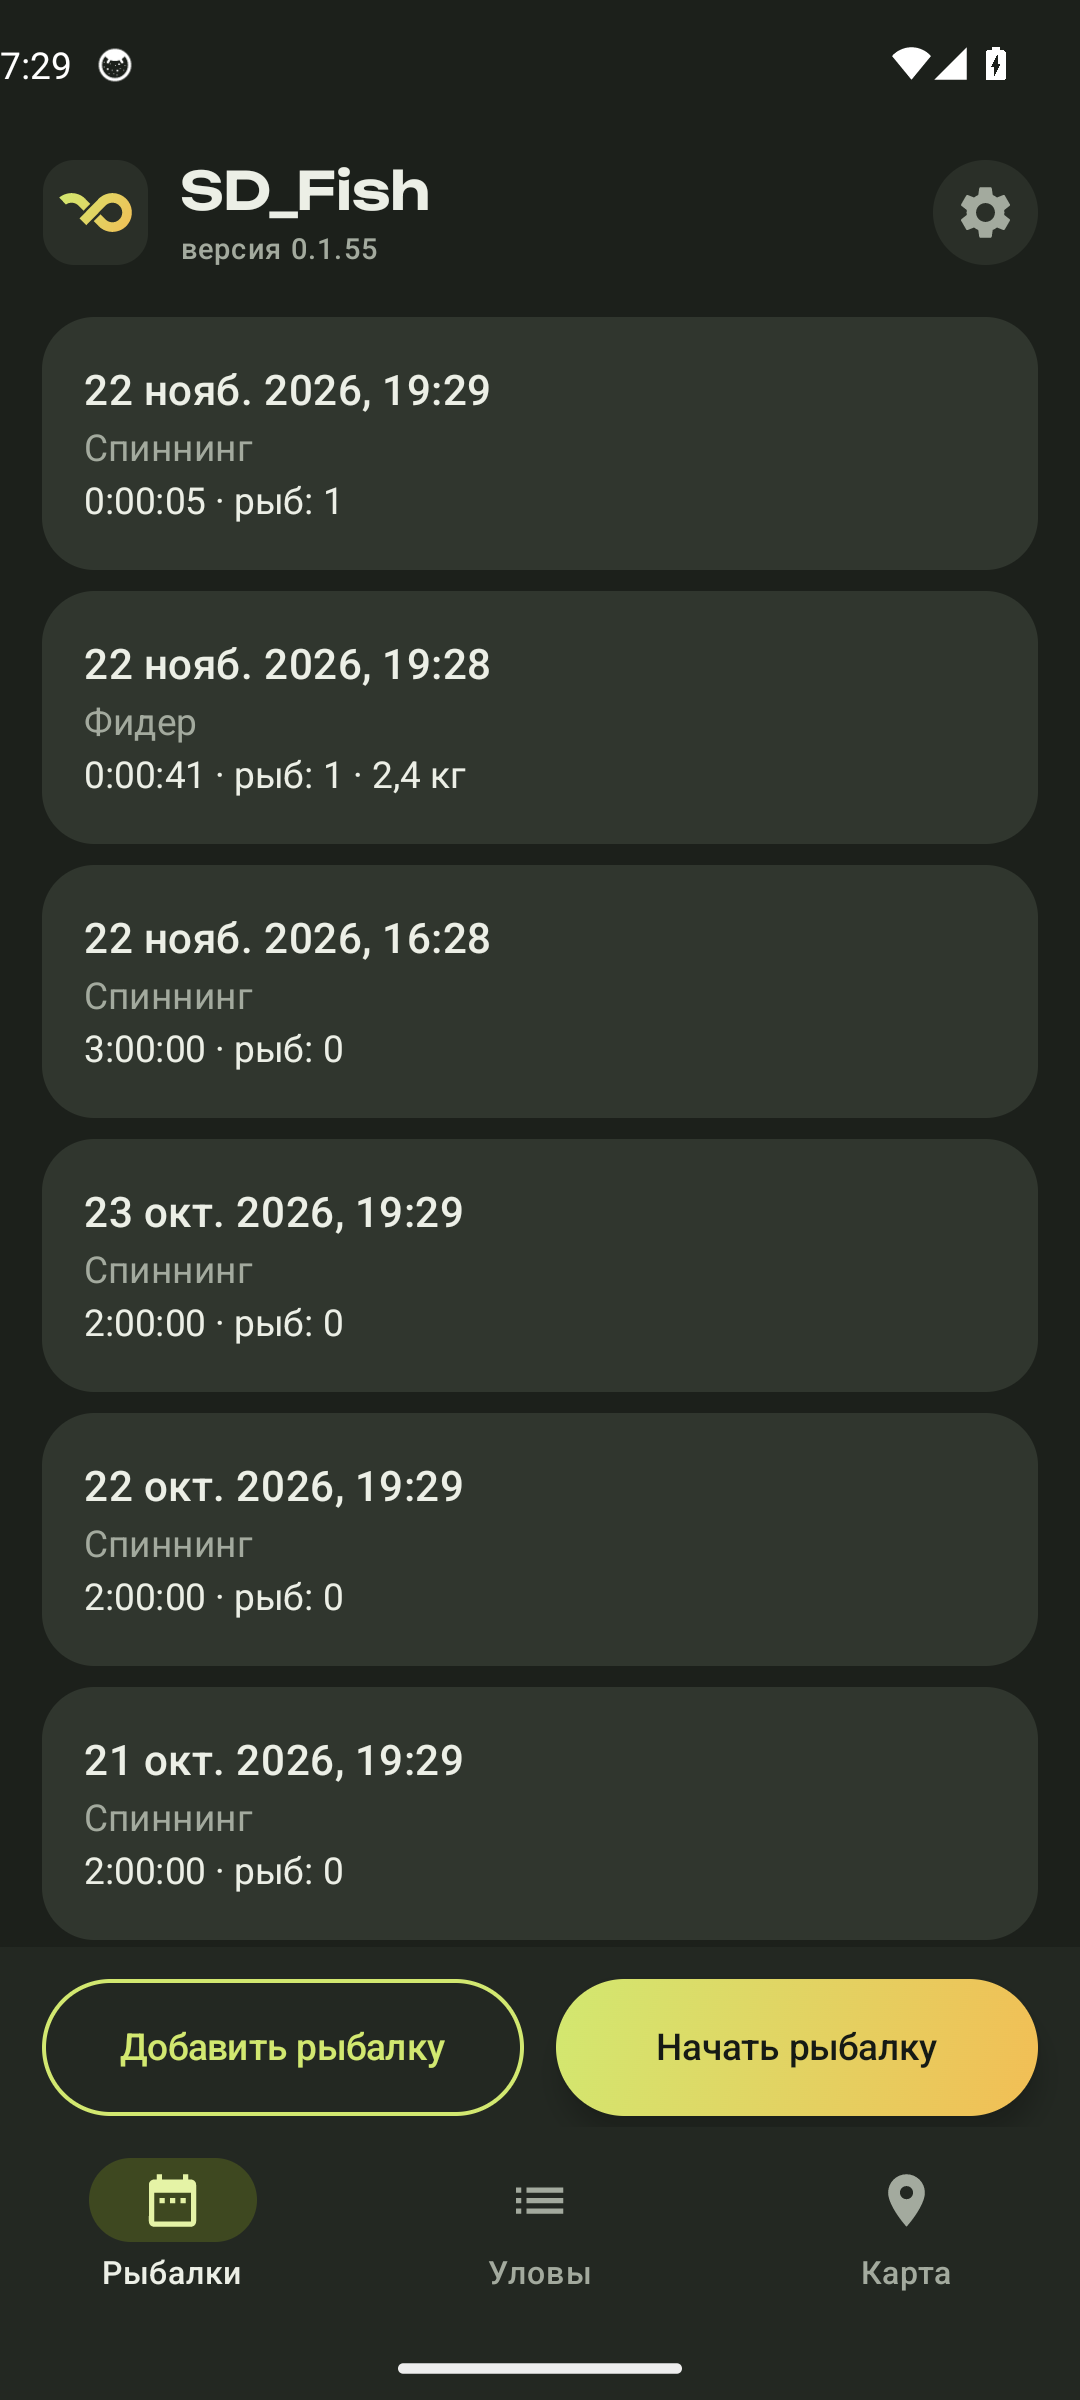 7:29
SD_Fish
версия 0.1.55
22 нояб. 2026, 19:29
Спиннинг
0:00:05 · рыб: 1
22 нояб. 2026, 19:28
Фидер
0:00:41 · рыб: 1 · 2,4 кг
22 нояб. 2026, 16:28
Спиннинг
3:00:00 · рыб: 0
23 окт. 2026, 19:29
Спиннинг
2:00:00 · рыб: 0
22 окт. 2026, 19:29
Спиннинг
2:00:00 · рыб: 0
21 окт. 2026, 19:29
Спиннинг
2:00:00 · рыб: 0
Добавить рыбалку
Начать рыбалку
Рыбалки
Уловы
Карта